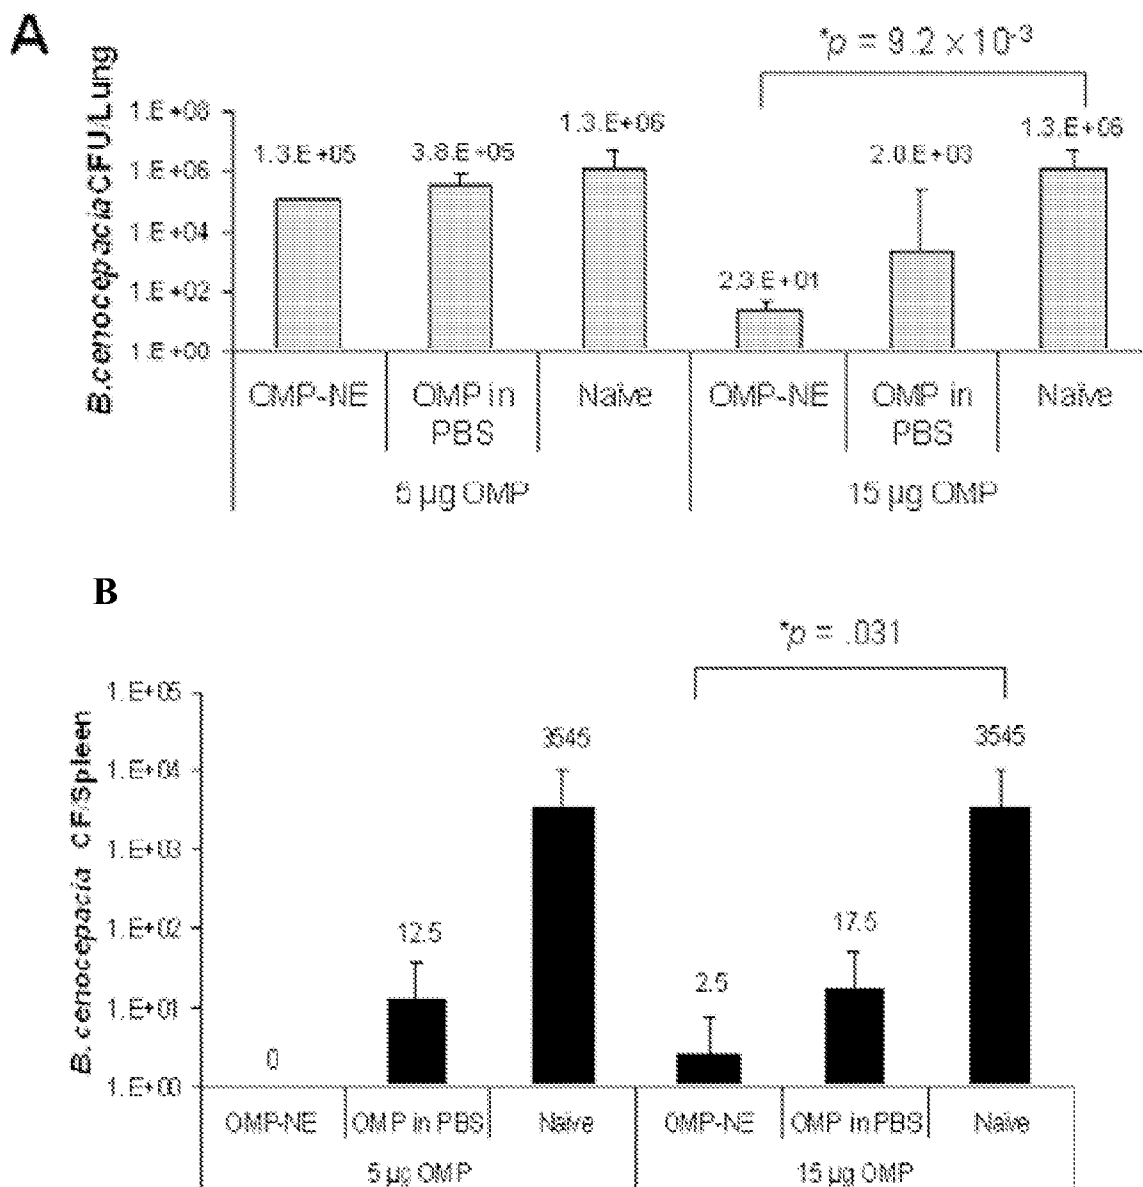 A
*p = 9.2 × 10-3
B.cenocepacia CFU/Lung
1.E+08
1.E+06
1.E+04
1.E+02
1.E+00
1.3.E+05
3.8.E+05
1.3.E+06
2.3.E+01
2.0.E+03
1.3.E+06
OMP-NE
OMP in PBS
Naïve
OMP-NE
OMP in PBS
Naïve
5 µg OMP
15 µg OMP
B
*p = .031
B. cenocepacia CF/Spleen
1.E+05
1.E+04
1.E+03
1.E+02
1.E+01
1.E+00
0
12.5
3545
2.5
17.5
3545
OMP-NE
OMP in PBS
Naïve
OMP-NE
OMP in PBS
Naïve
5 µg OMP
15 µg OMP